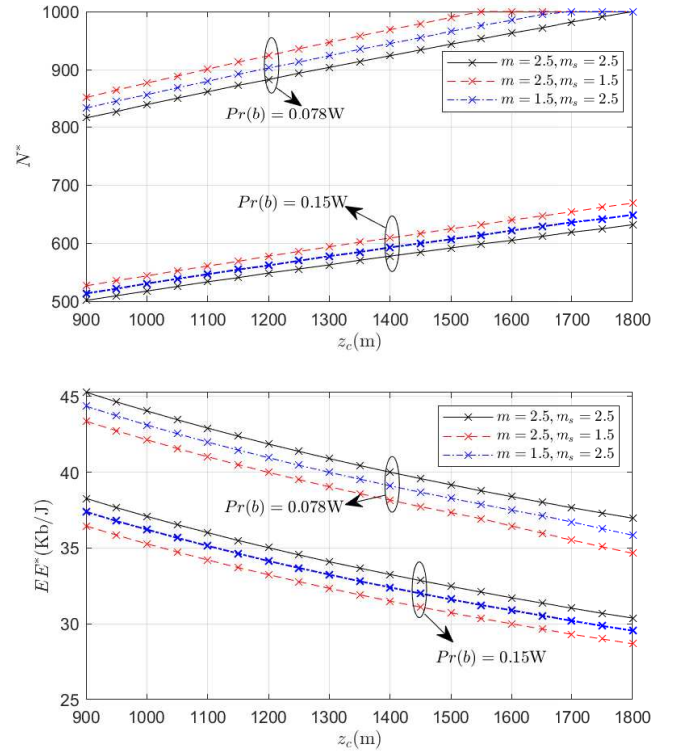 1000
900
800
700
600
500
N*
m = 2.5, m_s = 2.5
m = 2.5, m_s = 1.5
m = 1.5, m_s = 2.5
Pr(b) = 0.078W
Pr(b) = 0.15W
900 1000 1100 1200 1300 1400 1500 1600 1700 1800
z_c(m)
45
40
35
30
25
EE*(Kb/J)
m = 2.5, m_s = 2.5
m = 2.5, m_s = 1.5
m = 1.5, m_s = 2.5
Pr(b) = 0.078W
Pr(b) = 0.15W
900 1000 1100 1200 1300 1400 1500 1600 1700 1800
z_c(m)